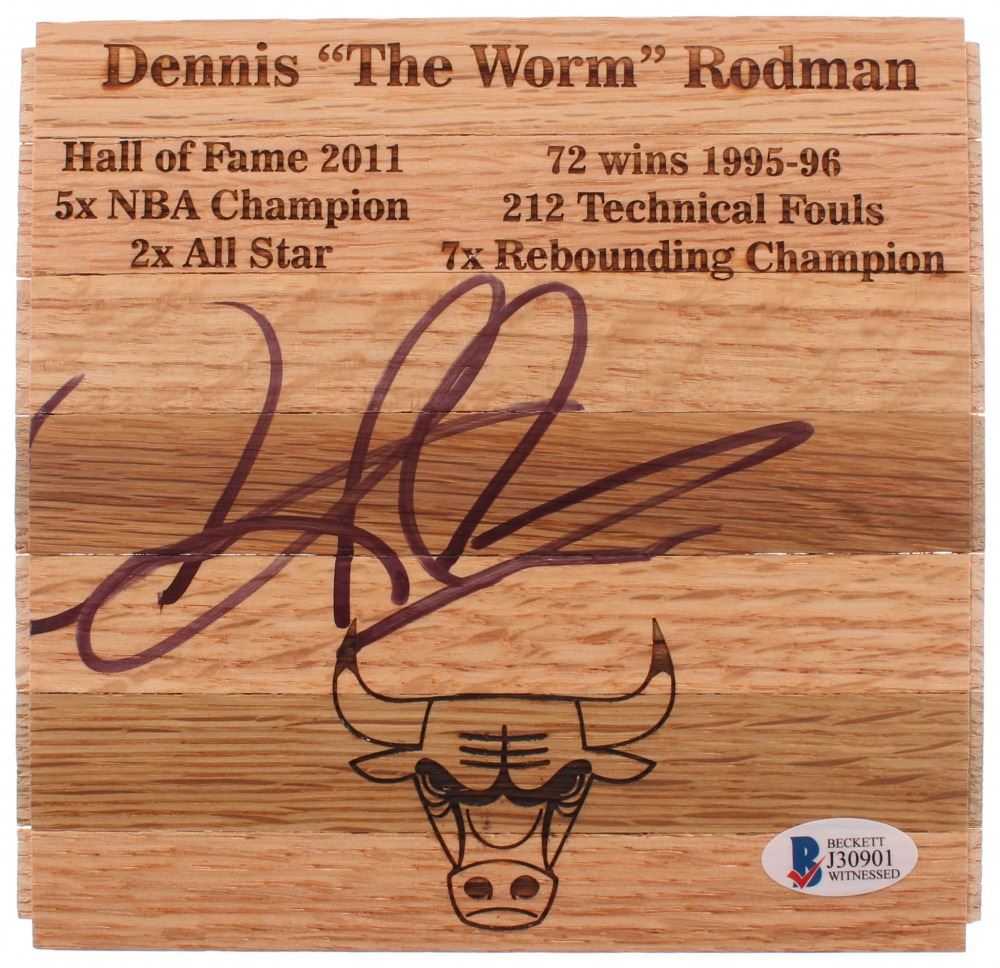 Dennis “The Worm” Rodman
Hall of Fame 2011
5x NBA Champion
2x All Star
72 wins 1995-96
212 Technical Fouls
7x Rebounding Champion
BECKETT
J30901
WITNESSED